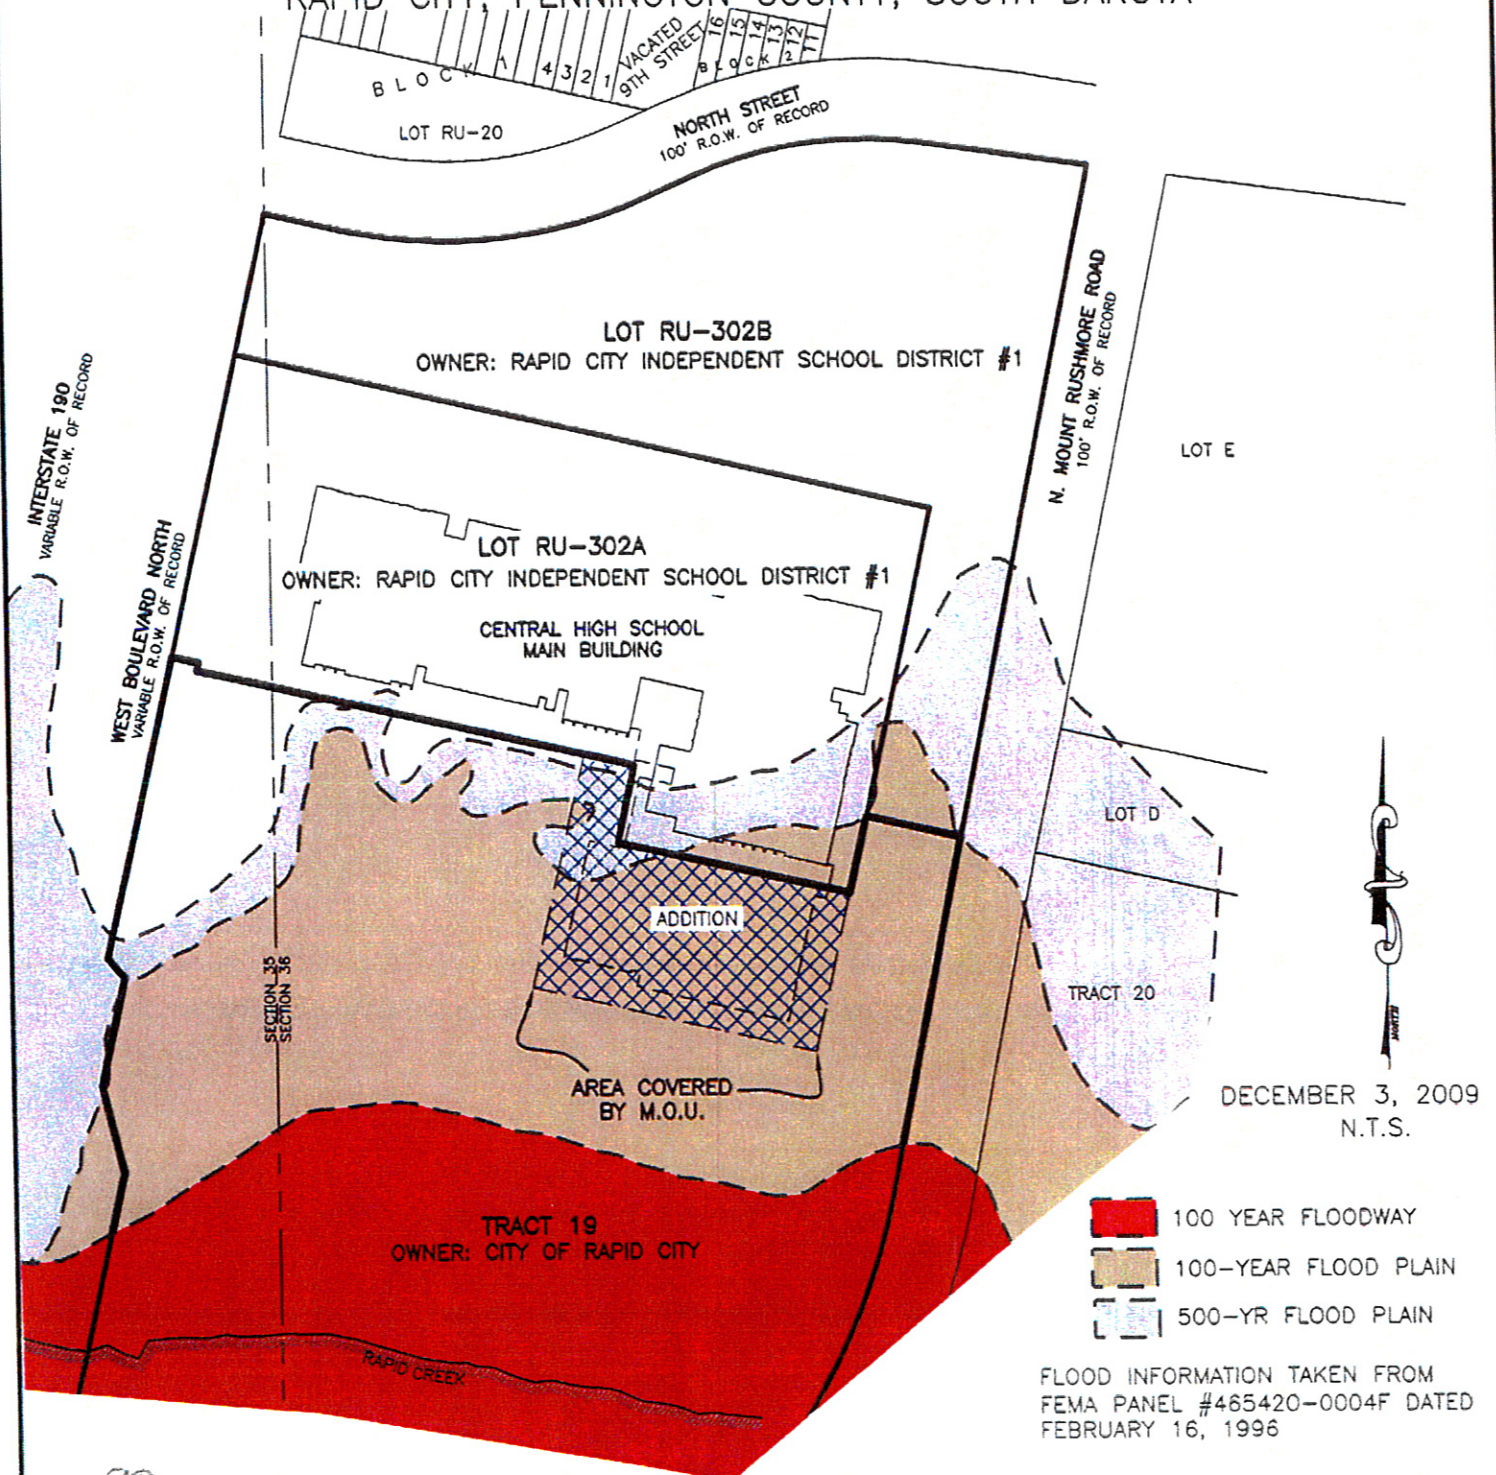 RAPID CITY, PENNINGTON COUNTY, SOUTH DAKOTA
BLOCK 1
4 3 2 1
VACATED
9TH STREET
16
15
14
13
12
11
BLOCK 2
LOT RU-20
NORTH STREET
100' R.O.W. OF RECORD
LOT RU-302B
OWNER: RAPID CITY INDEPENDENT SCHOOL DISTRICT #1
N. MOUNT RUSHMORE ROAD
100' R.O.W. OF RECORD
INTERSTATE 190
VARIABLE R.O.W. OF RECORD
LOT E
WEST BOULEVARD NORTH
VARIABLE R.O.W. OF RECORD
LOT RU-302A
OWNER: RAPID CITY INDEPENDENT SCHOOL DISTRICT #1
CENTRAL HIGH SCHOOL
MAIN BUILDING
LOT D
ADDITION
SECTION 35
SECTION 36
TRACT 20
AREA COVERED
BY M.O.U.
DECEMBER 3, 2009
N.T.S.
TRACT 19
OWNER: CITY OF RAPID CITY
100 YEAR FLOODWAY
100-YEAR FLOOD PLAIN
500-YR FLOOD PLAIN
RAPID CREEK
FLOOD INFORMATION TAKEN FROM
FEMA PANEL #465420-0004F DATED
FEBRUARY 16, 1996